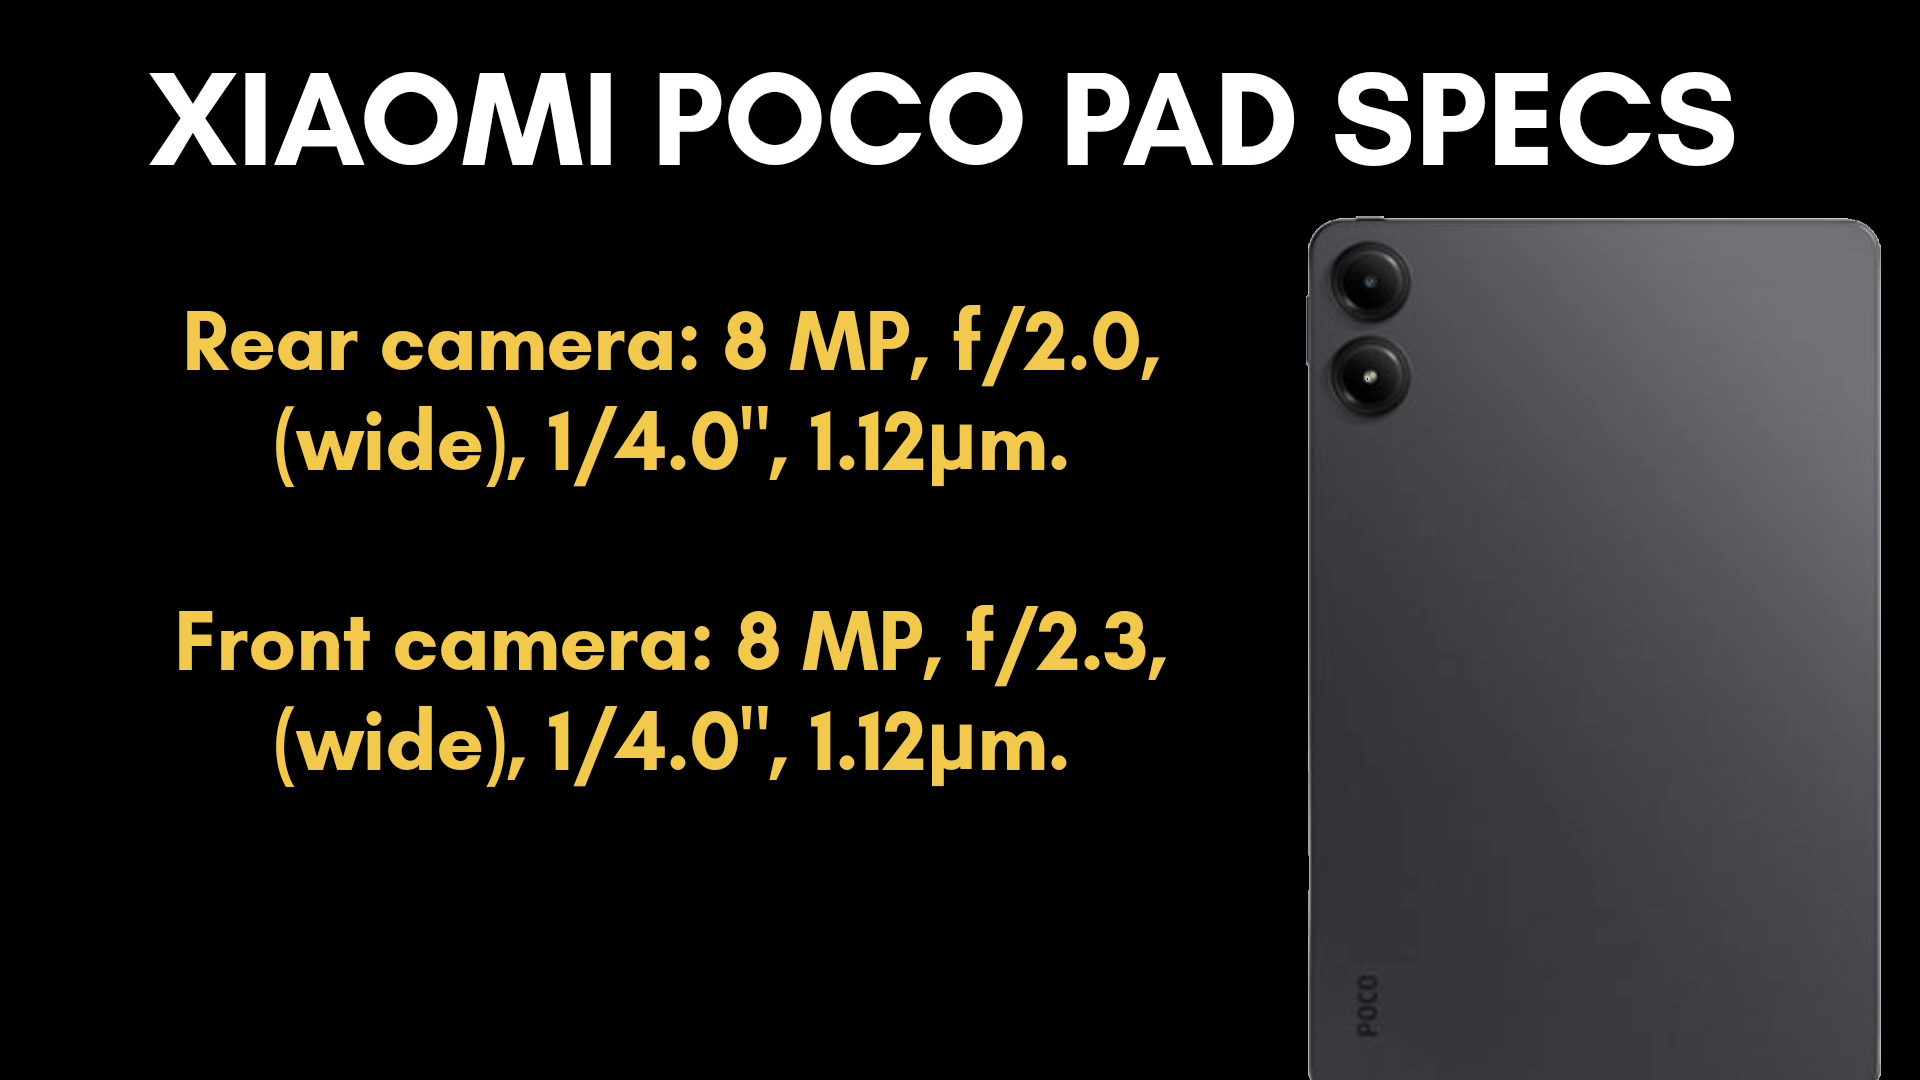 XIAOMI POCO PAD SPECS
Rear camera: 8 MP, f/2.0,
(wide), 1/4.0", 1.12µm.
Front camera: 8 MP, f/2.3,
(wide), 1/4.0", 1.12µm.
POCO